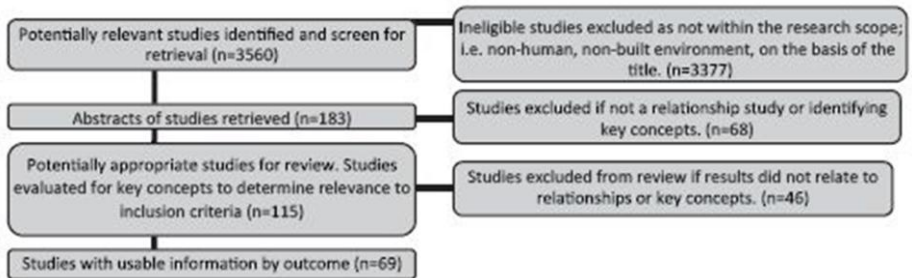 Potentially relevant studies identified and screen for
retrieval (n=3560)
Ineligible studies excluded as not within the research scope;
i.e. non-human, non-built environment, on the basis of the
title. (n=3377)
Abstracts of studies retrieved (n=183)
Studies excluded if not a relationship study or identifying
key concepts. (n=68)
Potentially appropriate studies for review. Studies
evaluated for key concepts to determine relevance to
inclusion criteria (n=115)
Studies excluded from review if results did not relate to
relationships or key concepts. (n=46)
Studies with usable information by outcome (n=69)